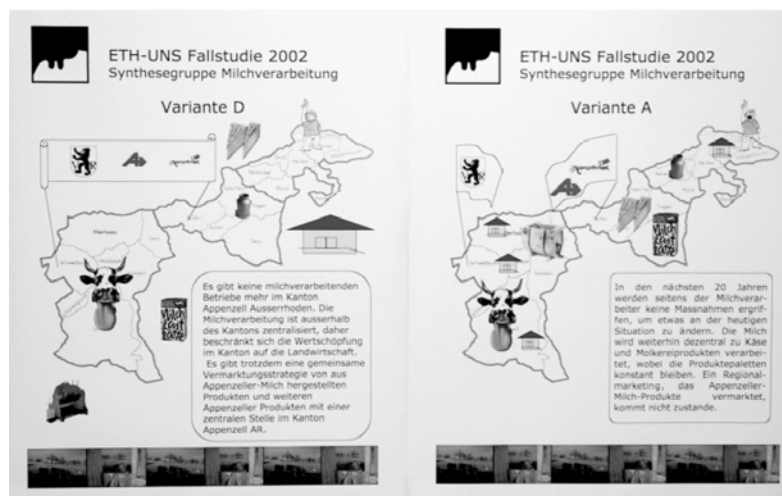 ETH-UNS Fallstudie 2002
Synthesegruppe Milchverarbeitung
Variante D
Herisau
Es gibt keine milchverarbeitenden
Betriebe mehr im Kanton
Appenzell Ausserrhoden. Die
Milchverarbeitung ist ausserhalb
des Kantons zentralisiert, daher
beschränkt sich die Wertschöpfung
im Kanton auf die Landwirtschaft.
Es gibt trotzdem eine gemeinsame
Vermarktungsstrategie von aus
Appenzeller-Milch hergestellten
Produkten und weiteren
Appenzeller Produkten mit einer
zentralen Stelle im Kanton
Appenzell AR.
ETH-UNS Fallstudie 2002
Synthesegruppe Milchverarbeitung
Variante A
In den nächsten 20 Jahren
werden seitens der Milchverar-
beiter keine Massnahmen ergrif-
fen, um etwas an der heutigen
Situation zu ändern. Die Milch
wird weiterhin dezentral zu Käse
und Molkereiprodukten verarbei-
tet, wobei die Produktepaletten
konstant bleiben. Ein Regional-
marketing, das Appenzeller-
Milch-Produkte vermarktet,
kommt nicht zustande.